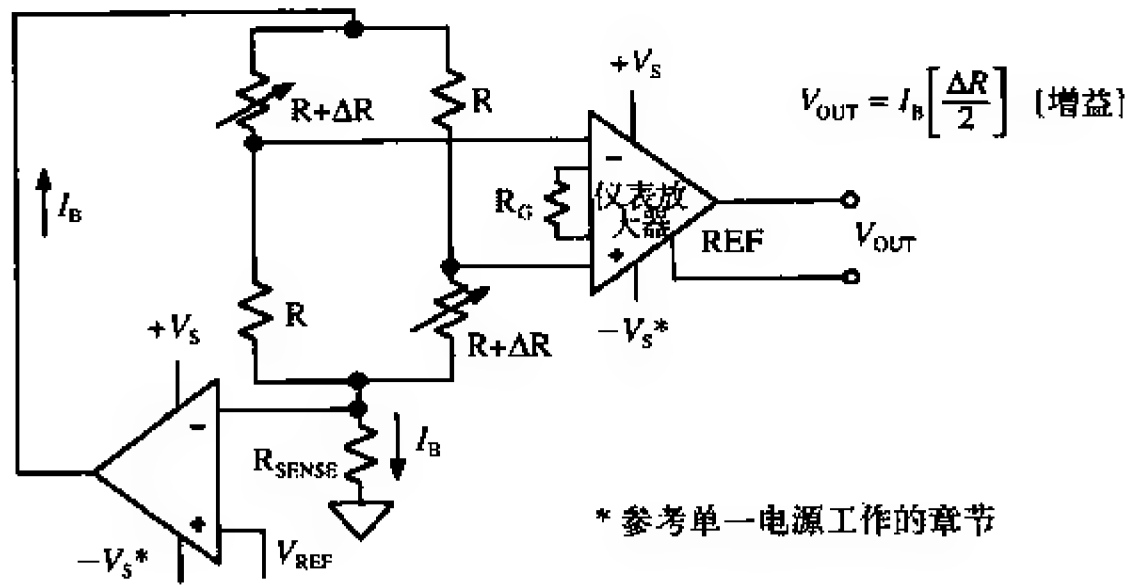 +V_S
V_OUT = I_B[ΔR/2] [增益]
R+ΔR
R
I_B
R_G
-
仪表放
大器
+
REF
V_OUT
-V_S*
R
R+ΔR
+V_S
-
I_B
R_SENSE
+
V_REF
-V_S*
*参考单一电源工作的章节